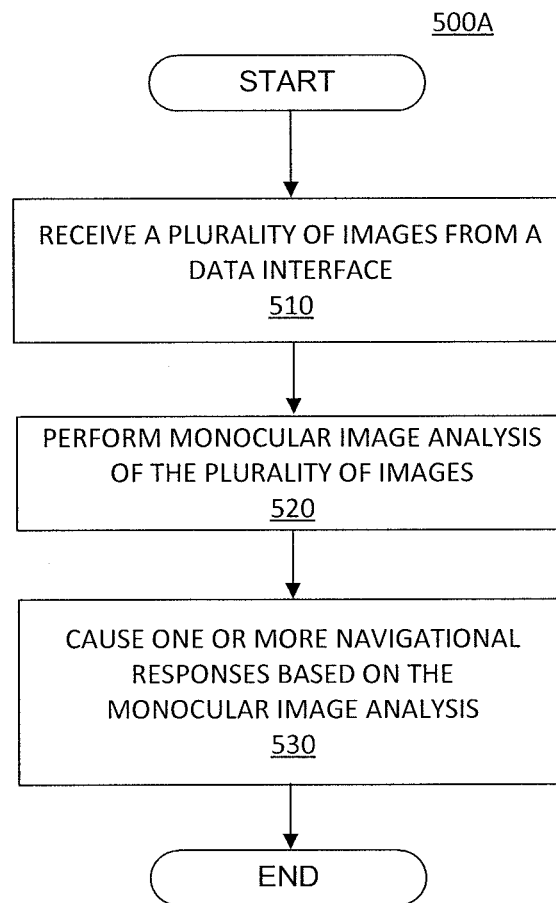 500A
START
RECEIVE A PLURALITY OF IMAGES FROM A
DATA INTERFACE
510
PERFORM MONOCULAR IMAGE ANALYSIS
OF THE PLURALITY OF IMAGES
520
CAUSE ONE OR MORE NAVIGATIONAL
RESPONSES BASED ON THE
MONOCULAR IMAGE ANALYSIS
530
END